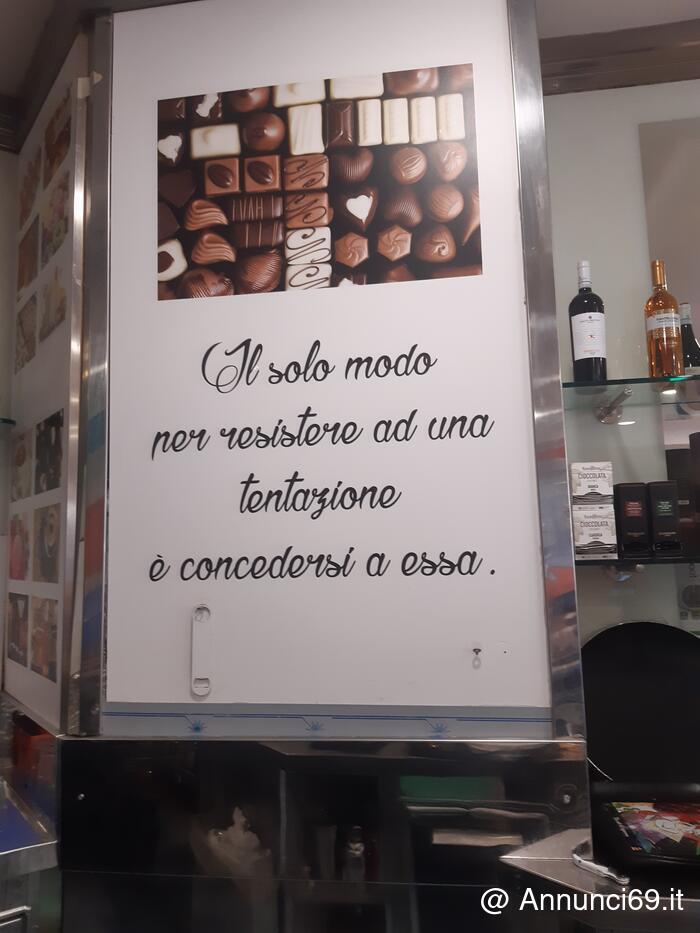 Il solo modo
per resistere ad una
tentazione
è concedersi a essa.
CIOCCOLATA
CIOCCOLATA
@ Annunci69.it